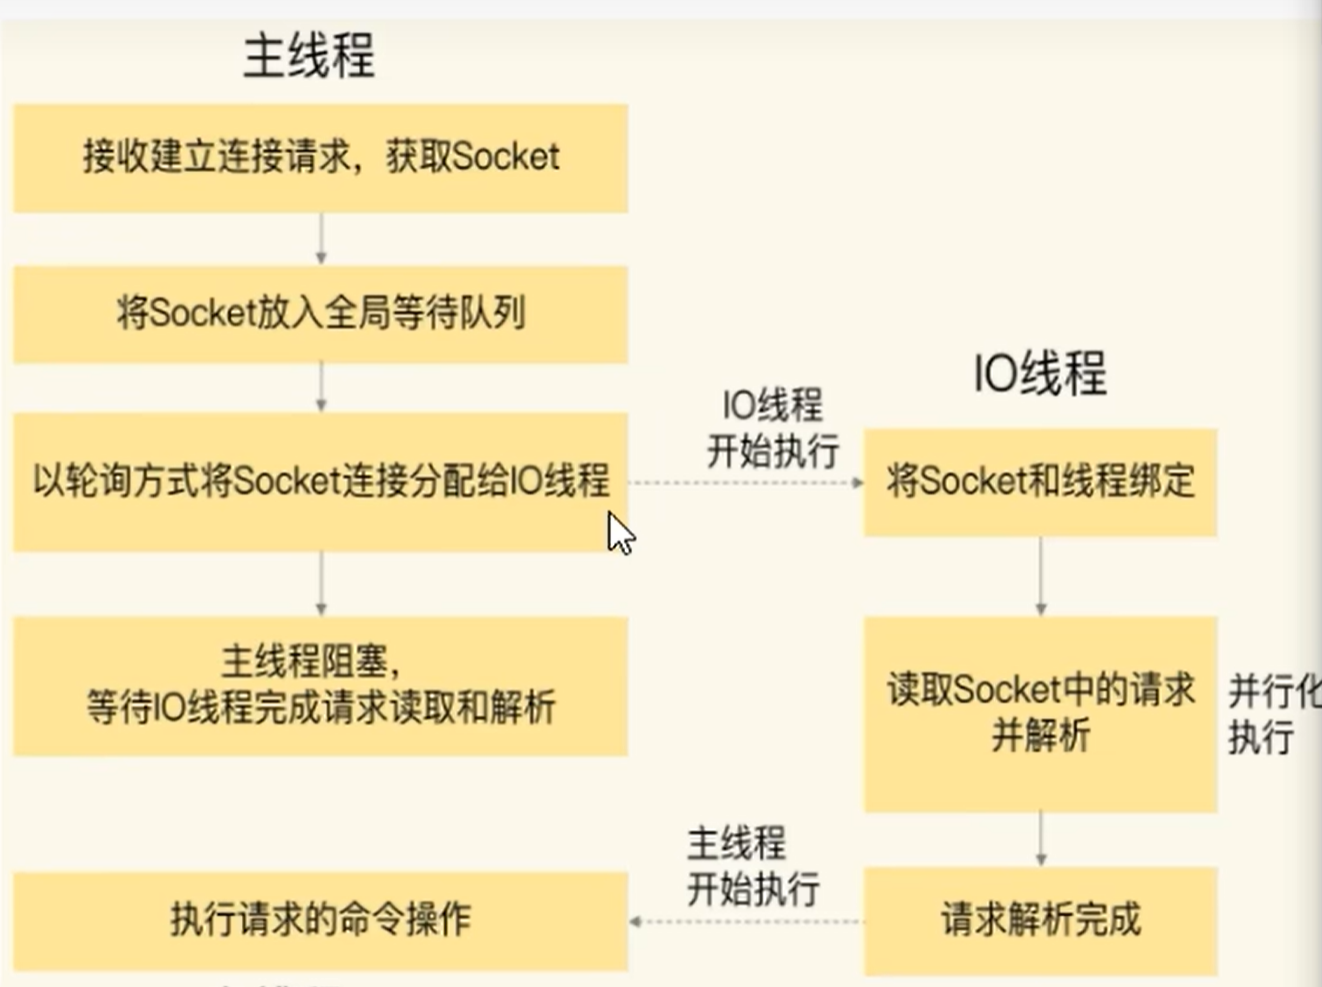 主线程
接收建立连接请求，获取Socket
将Socket放入全局等待队列
以轮询方式将Socket连接分配给IO线程
主线程阻塞，
等待IO线程完成请求读取和解析
执行请求的命令操作
IO线程
开始执行
主线程
开始执行
IO线程
将Socket和线程绑定
读取Socket中的请求
并解析
并行化
执行
请求解析完成